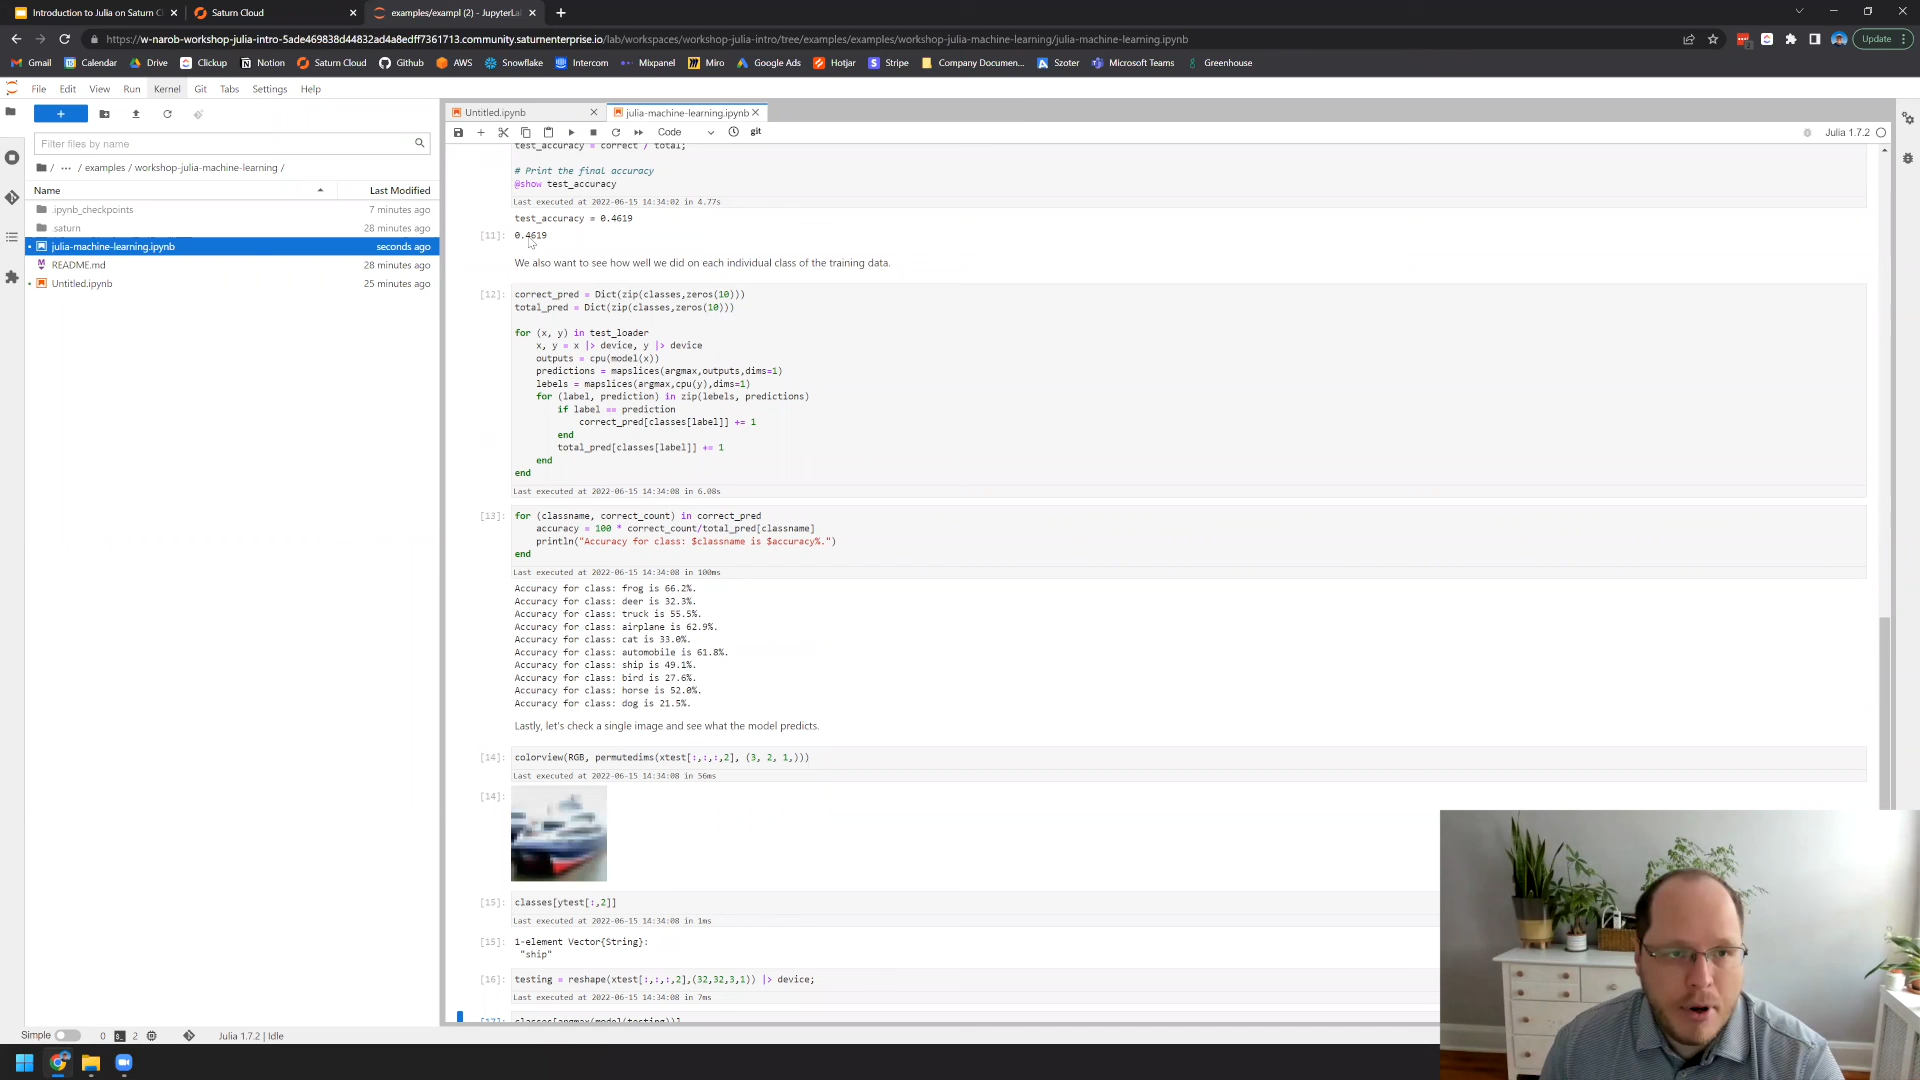 Introduction to Julia on Saturn Cl
Saturn Cloud
examples/exampl (2) - JupyterLa
https://w-narob-workshop-julia-intro-5ade469838d44832ad4a8edff7361713.community.saturnenterprise.io/lab/workspaces/workshop-julia-intro/tree/examples/examples/workshop-julia-machine-learning/julia-machine-learning.ipynb
Update
Gmail Calendar Drive Clickup Notion Saturn Cloud Github AWS Snowflake Intercom Mixpanel Miro Google Ads Hotjar Stripe Company Documen... Szoter Microsoft Teams Greenhouse
File Edit View Run Kernel Git Tabs Settings Help
Untitled.ipynb
julia-machine-learning.ipynb
Code
git
Julia 1.7.2
Filter files by name
/ ... / examples / workshop-julia-machine-learning /
Name Last Modified
.ipynb_checkpoints 7 minutes ago
.saturn 28 minutes ago
julia-machine-learning.ipynb seconds ago
README.md 28 minutes ago
Untitled.ipynb 25 minutes ago
test_accuracy = correct / total;
# Print the final accuracy
@show test_accuracy
Last executed at 2022-06-15 14:34:02 in 4.77s
test_accuracy = 0.4619
[11]: 0.4619
We also want to see how well we did on each individual class of the training data.
[12]: correct_pred = Dict(zip(classes,zeros(10)))
total_pred = Dict(zip(classes,zeros(10)))
for (x, y) in test_loader
x, y = x |> device, y |> device
outputs = cpu(model(x))
predictions = mapslices(argmax,outputs,dims=1)
lebels = mapslices(argmax,cpu(y),dims=1)
for (label, prediction) in zip(lebels, predictions)
if label == prediction
correct_pred[classes[label]] += 1
end
total_pred[classes[label]] += 1
end
end
Last executed at 2022-06-15 14:34:08 in 6.08s
[13]: for (classname, correct_count) in correct_pred
accuracy = 100 * correct_count/total_pred[classname]
println("Accuracy for class: $classname is $accuracy%.")
end
Last executed at 2022-06-15 14:34:08 in 100ms
Accuracy for class: frog is 66.2%.
Accuracy for class: deer is 32.3%.
Accuracy for class: truck is 55.5%.
Accuracy for class: airplane is 62.9%.
Accuracy for class: cat is 33.0%.
Accuracy for class: automobile is 61.8%.
Accuracy for class: ship is 49.1%.
Accuracy for class: bird is 27.6%.
Accuracy for class: horse is 52.0%.
Accuracy for class: dog is 21.5%.
Lastly, let's check a single image and see what the model predicts.
[14]: colorview(RGB, permutedims(xtest[:,:,:,2], (3, 2, 1,)))
Last executed at 2022-06-15 14:34:08 in 56ms
[14]:
[15]: classes[ytest[:,2]]
Last executed at 2022-06-15 14:34:08 in 1ms
[15]: 1-element Vector{String}:
"ship"
[16]: testing = reshape(xtest[:,:,:,2],(32,32,3,1)) |> device;
Last executed at 2022-06-15 14:34:08 in 7ms
[17]: classes[argmax(model(testing))]
Simple 0 2 Julia 1.7.2 | Idle